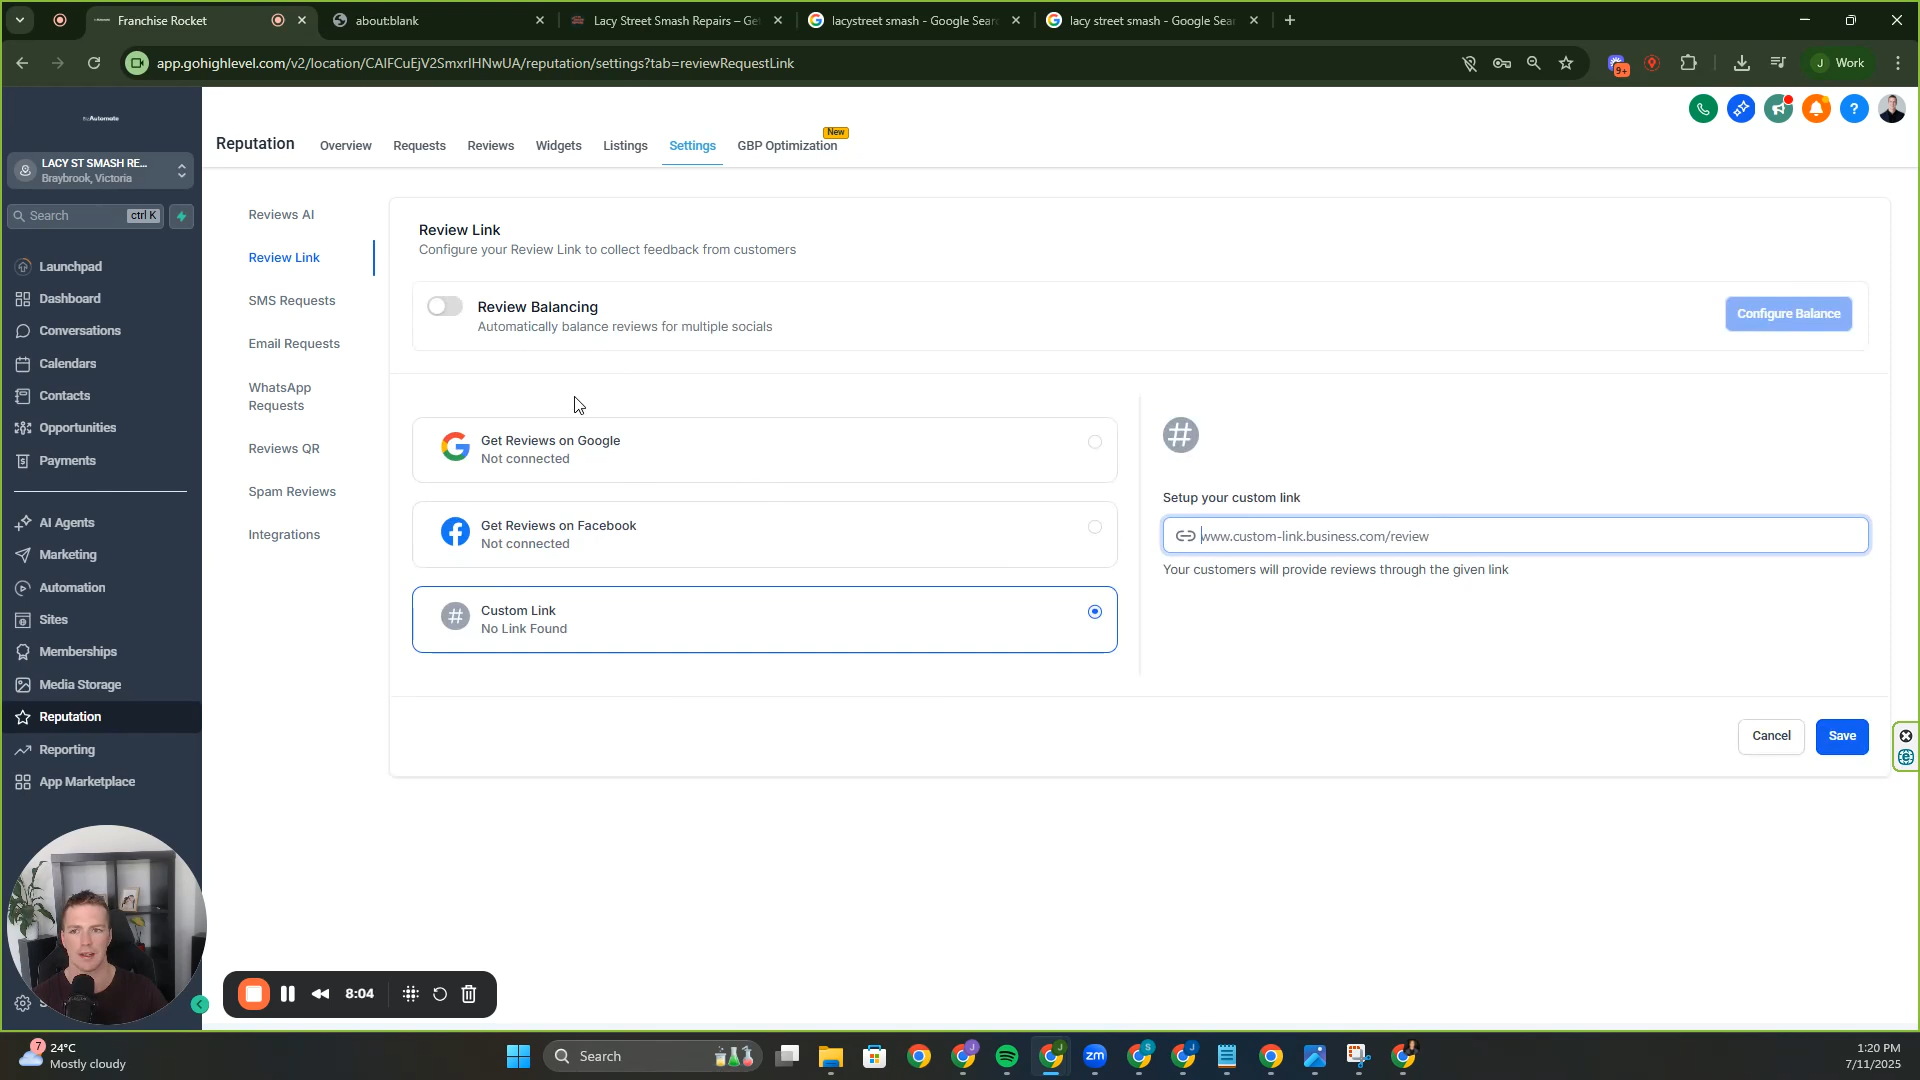 Franchise Rocket
about:blank
Lacy Street Smash Repairs – Ge
lacystreet smash - Google Sear
lacy street smash - Google Sear
app.gohighlevel.com/v2/location/CAIFCuEjV2SmxrIHNwUA/reputation/settings?tab=reviewRequestLink
9+
J
Work
Automate
LACY ST SMASH RE...
Braybrook, Victoria
Search
ctrl K
Launchpad
Dashboard
Conversations
Calendars
Contacts
Opportunities
Payments
AI Agents
Marketing
Automation
Sites
Memberships
Media Storage
Reputation
Reporting
App Marketplace
Reputation
Overview
Requests
Reviews
Widgets
Listings
Settings
GBP Optimization
New
Reviews AI
Review Link
SMS Requests
Email Requests
WhatsApp
Requests
Reviews QR
Spam Reviews
Integrations
Review Link
Configure your Review Link to collect feedback from customers
Review Balancing
Automatically balance reviews for multiple socials
Configure Balance
Get Reviews on Google
Not connected
Get Reviews on Facebook
Not connected
Custom Link
No Link Found
Setup your custom link
www.custom-link.business.com/review
Your customers will provide reviews through the given link
Cancel
Save
8:04
7
24°C
Mostly cloudy
Search
zm
1:20 PM
7/11/2025